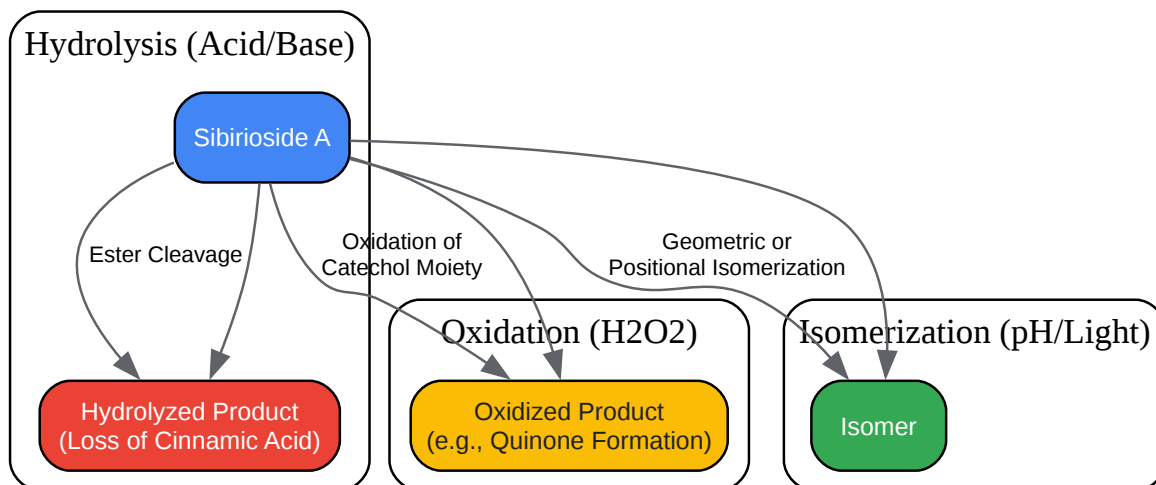 Hydrolysis (Acid/Base)
Sibirioside A
Ester Cleavage
Oxidation of
Catechol Moiety
Geometric or
Positional Isomerization
Oxidation (H2O2)
Isomerization (pH/Light)
Hydrolyzed Product
(Loss of Cinnamic Acid)
Oxidized Product
(e.g., Quinone Formation)
Isomer